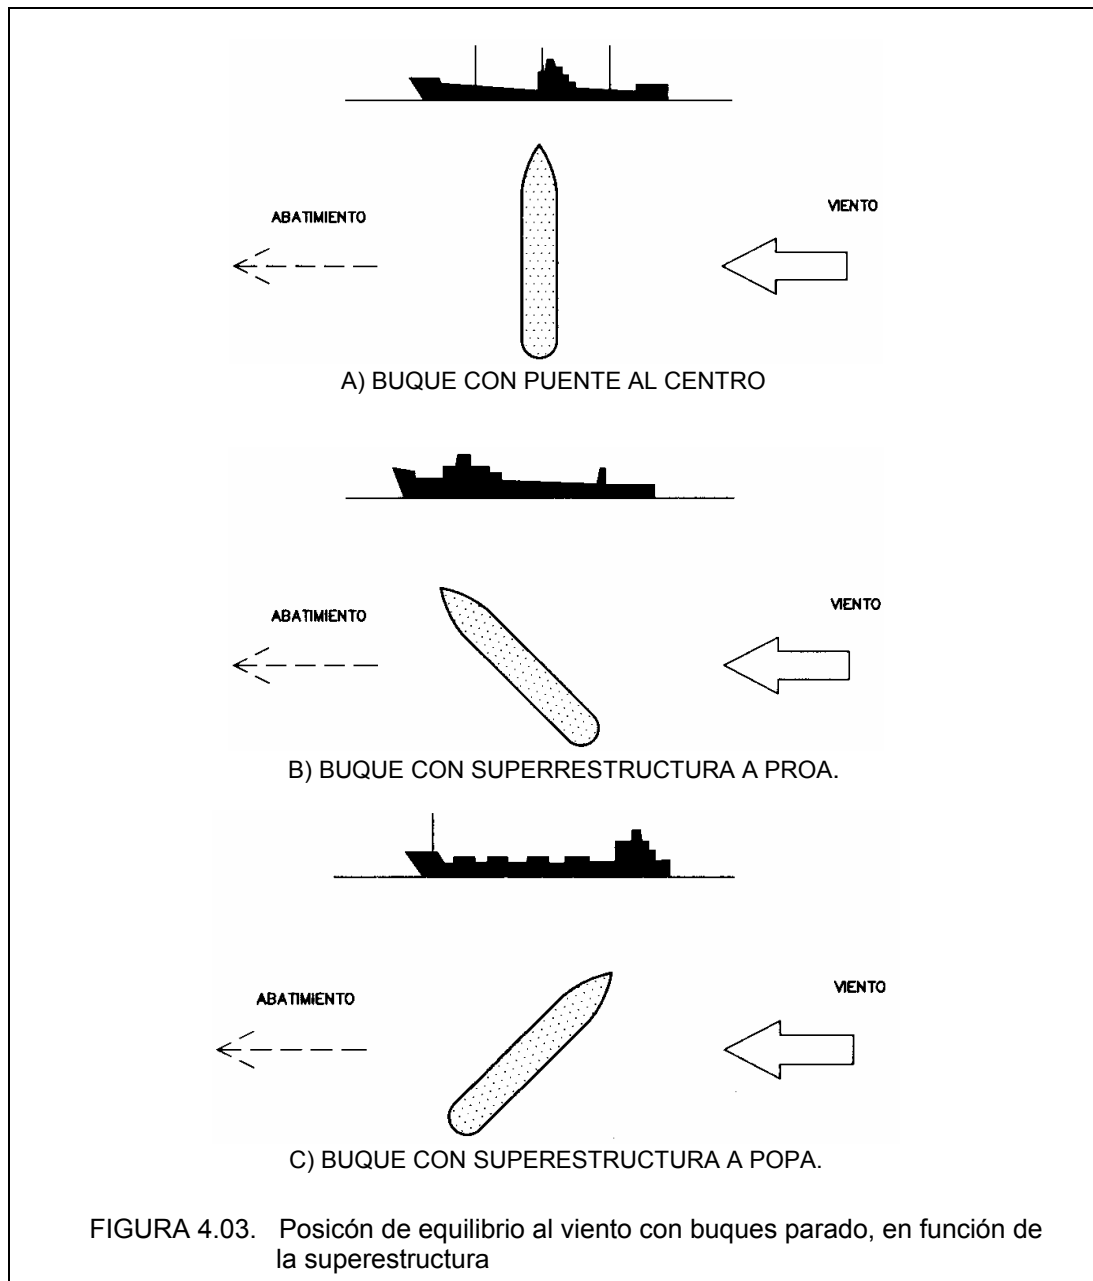 ABATIMIENTO
VIENTO
A) BUQUE CON PUENTE AL CENTRO
ABATIMIENTO
VIENTO
B) BUQUE CON SUPERRESTRUCTURA A PROA.
ABATIMIENTO
VIENTO
C) BUQUE CON SUPERESTRUCTURA A POPA.
FIGURA 4.03. Posicón de equilibrio al viento con buques parado, en función de
la superestructura